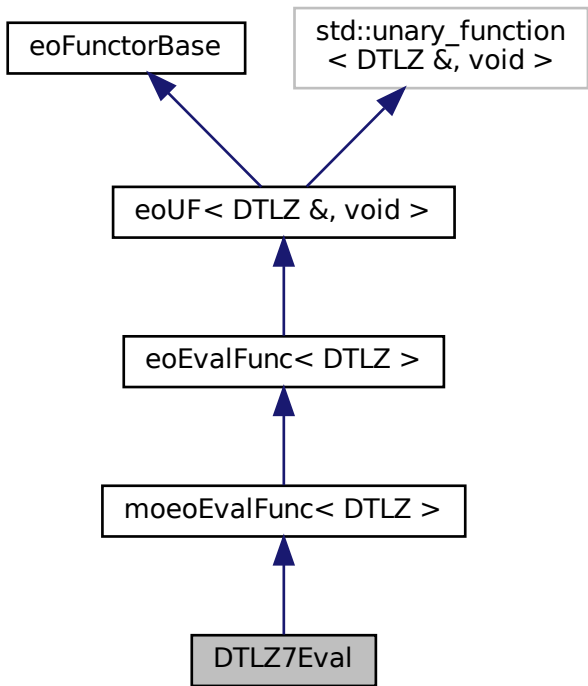 eoFunctorBase
std::unary_function
< DTLZ &, void >
eoUF< DTLZ &, void >
eoEvalFunc< DTLZ >
moeoEvalFunc< DTLZ >
DTLZ7Eval